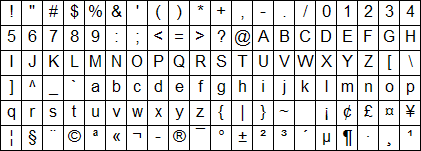 ! " # $ % & ' ( ) * + , - . / 0 1 2 3 4
5 6 7 8 9 : ; < = > ? @ A B C D E F G H
I J K L M N O P Q R S T U V W X Y Z [ \
] ^ _ ` a b c d e f g h i j k l m n o p
q r s t u v w x y z { | } ~ ¡ ¢ £ ¤ ¥
¦ § ¨ © ª « ¬ - ® ¯ ° ± ² ³ ´ µ ¶ · ¸ ¹